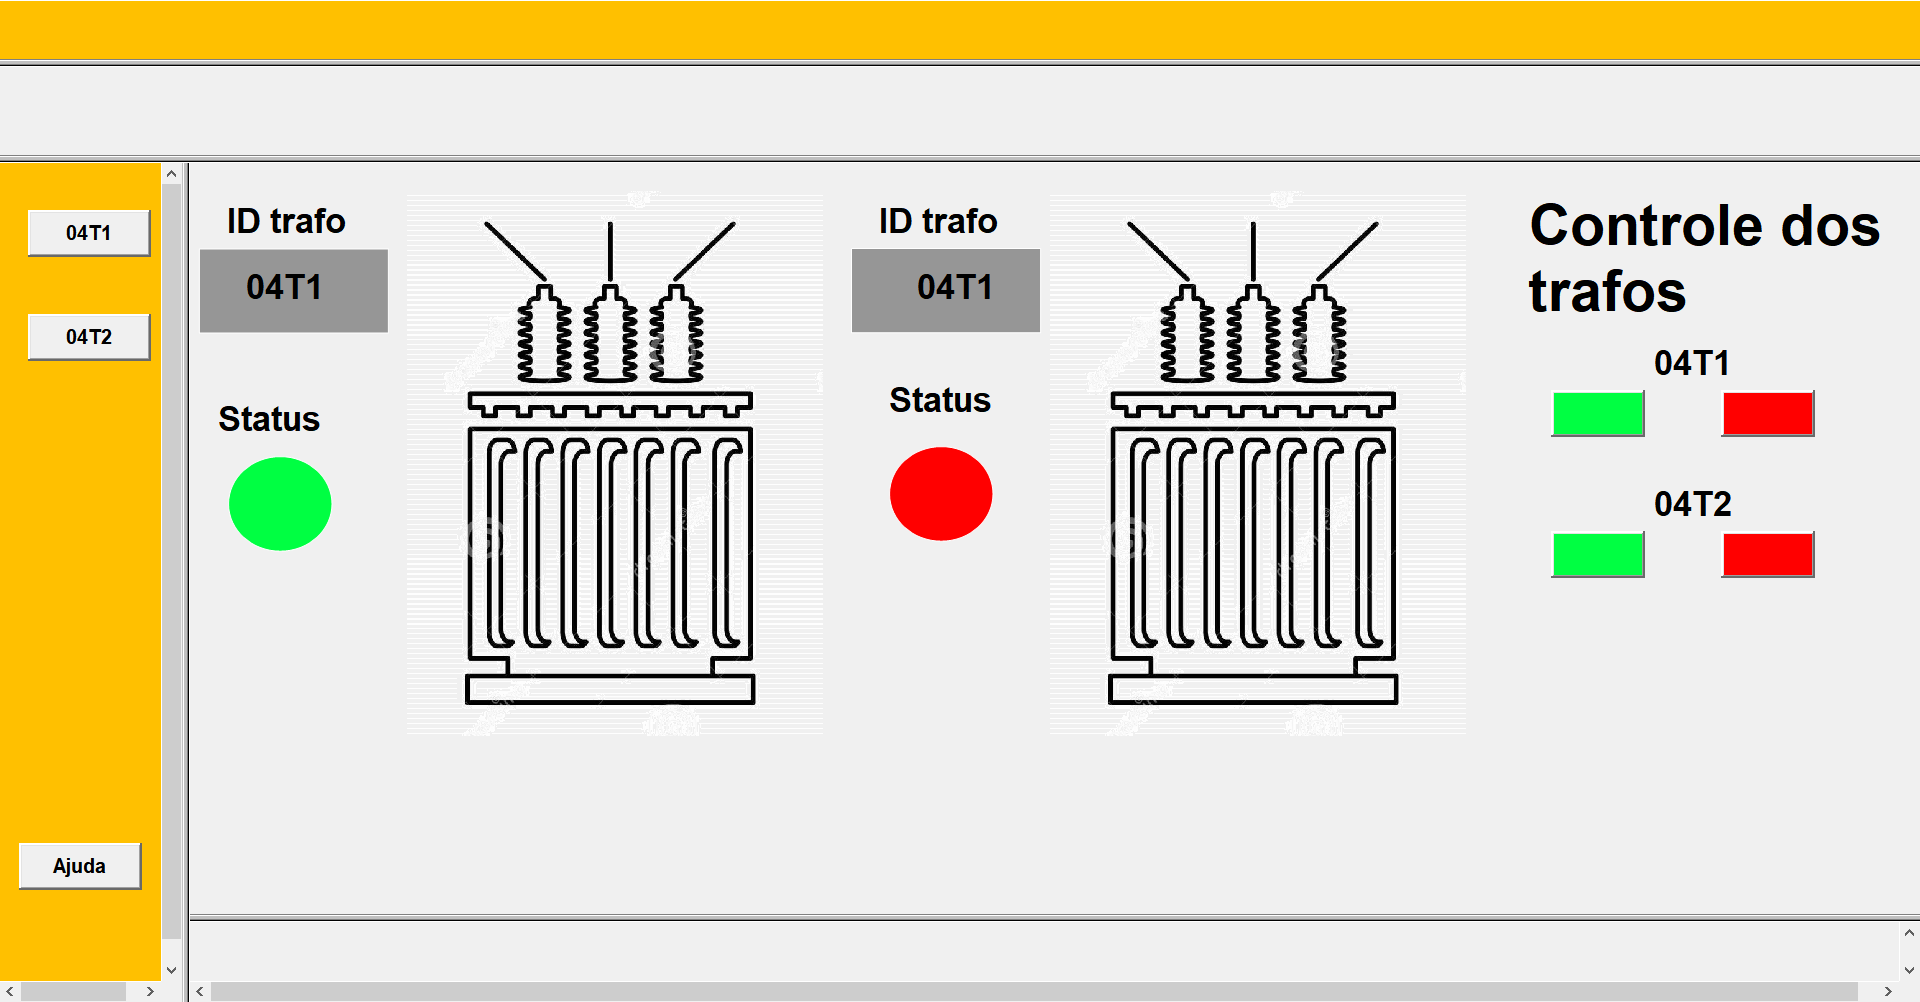 04T1
04T2
Ajuda
ID trafo
04T1
Status
ID trafo
04T1
Status
Controle dos
trafos
04T1
04T2